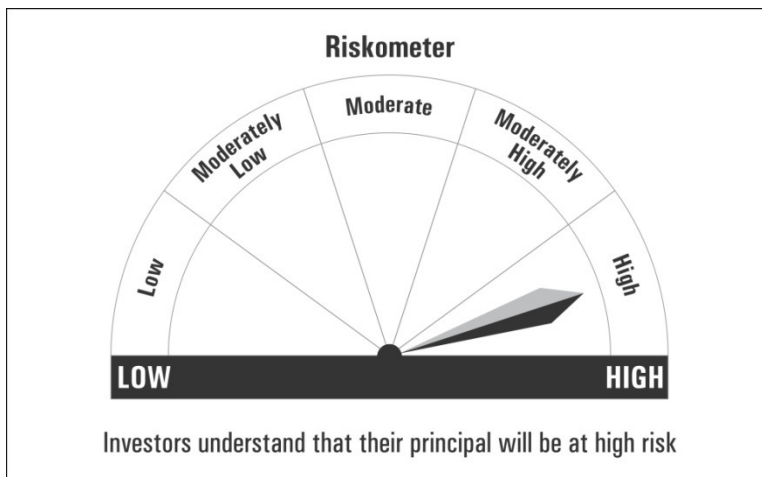 Riskometer
Low
Moderately
Low
Moderate
Moderately
High
High
LOW
HIGH
Investors understand that their principal will be at high risk